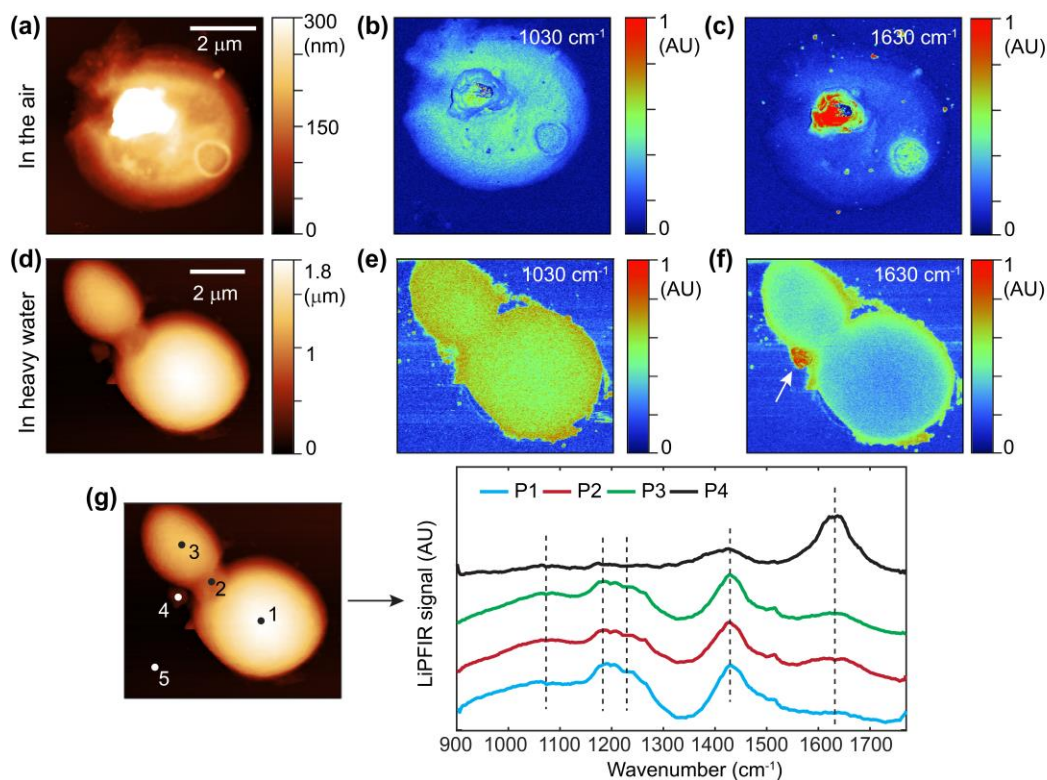 (a) 2 μm 300 (nm) 150 0
(b) 1030 cm⁻¹ 1 (AU) 0
(c) 1630 cm⁻¹ 1 (AU) 0
In the air
(d) 2 μm 1.8 (μm) 1 0
(e) 1030 cm⁻¹ 1 (AU) 0
(f) 1630 cm⁻¹ 1 (AU) 0
In heavy water
(g) 3 2 4 1 5
P1 P2 P3 P4
LiPFIR signal (AU)
900 1000 1100 1200 1300 1400 1500 1600 1700
Wavenumber (cm⁻¹)